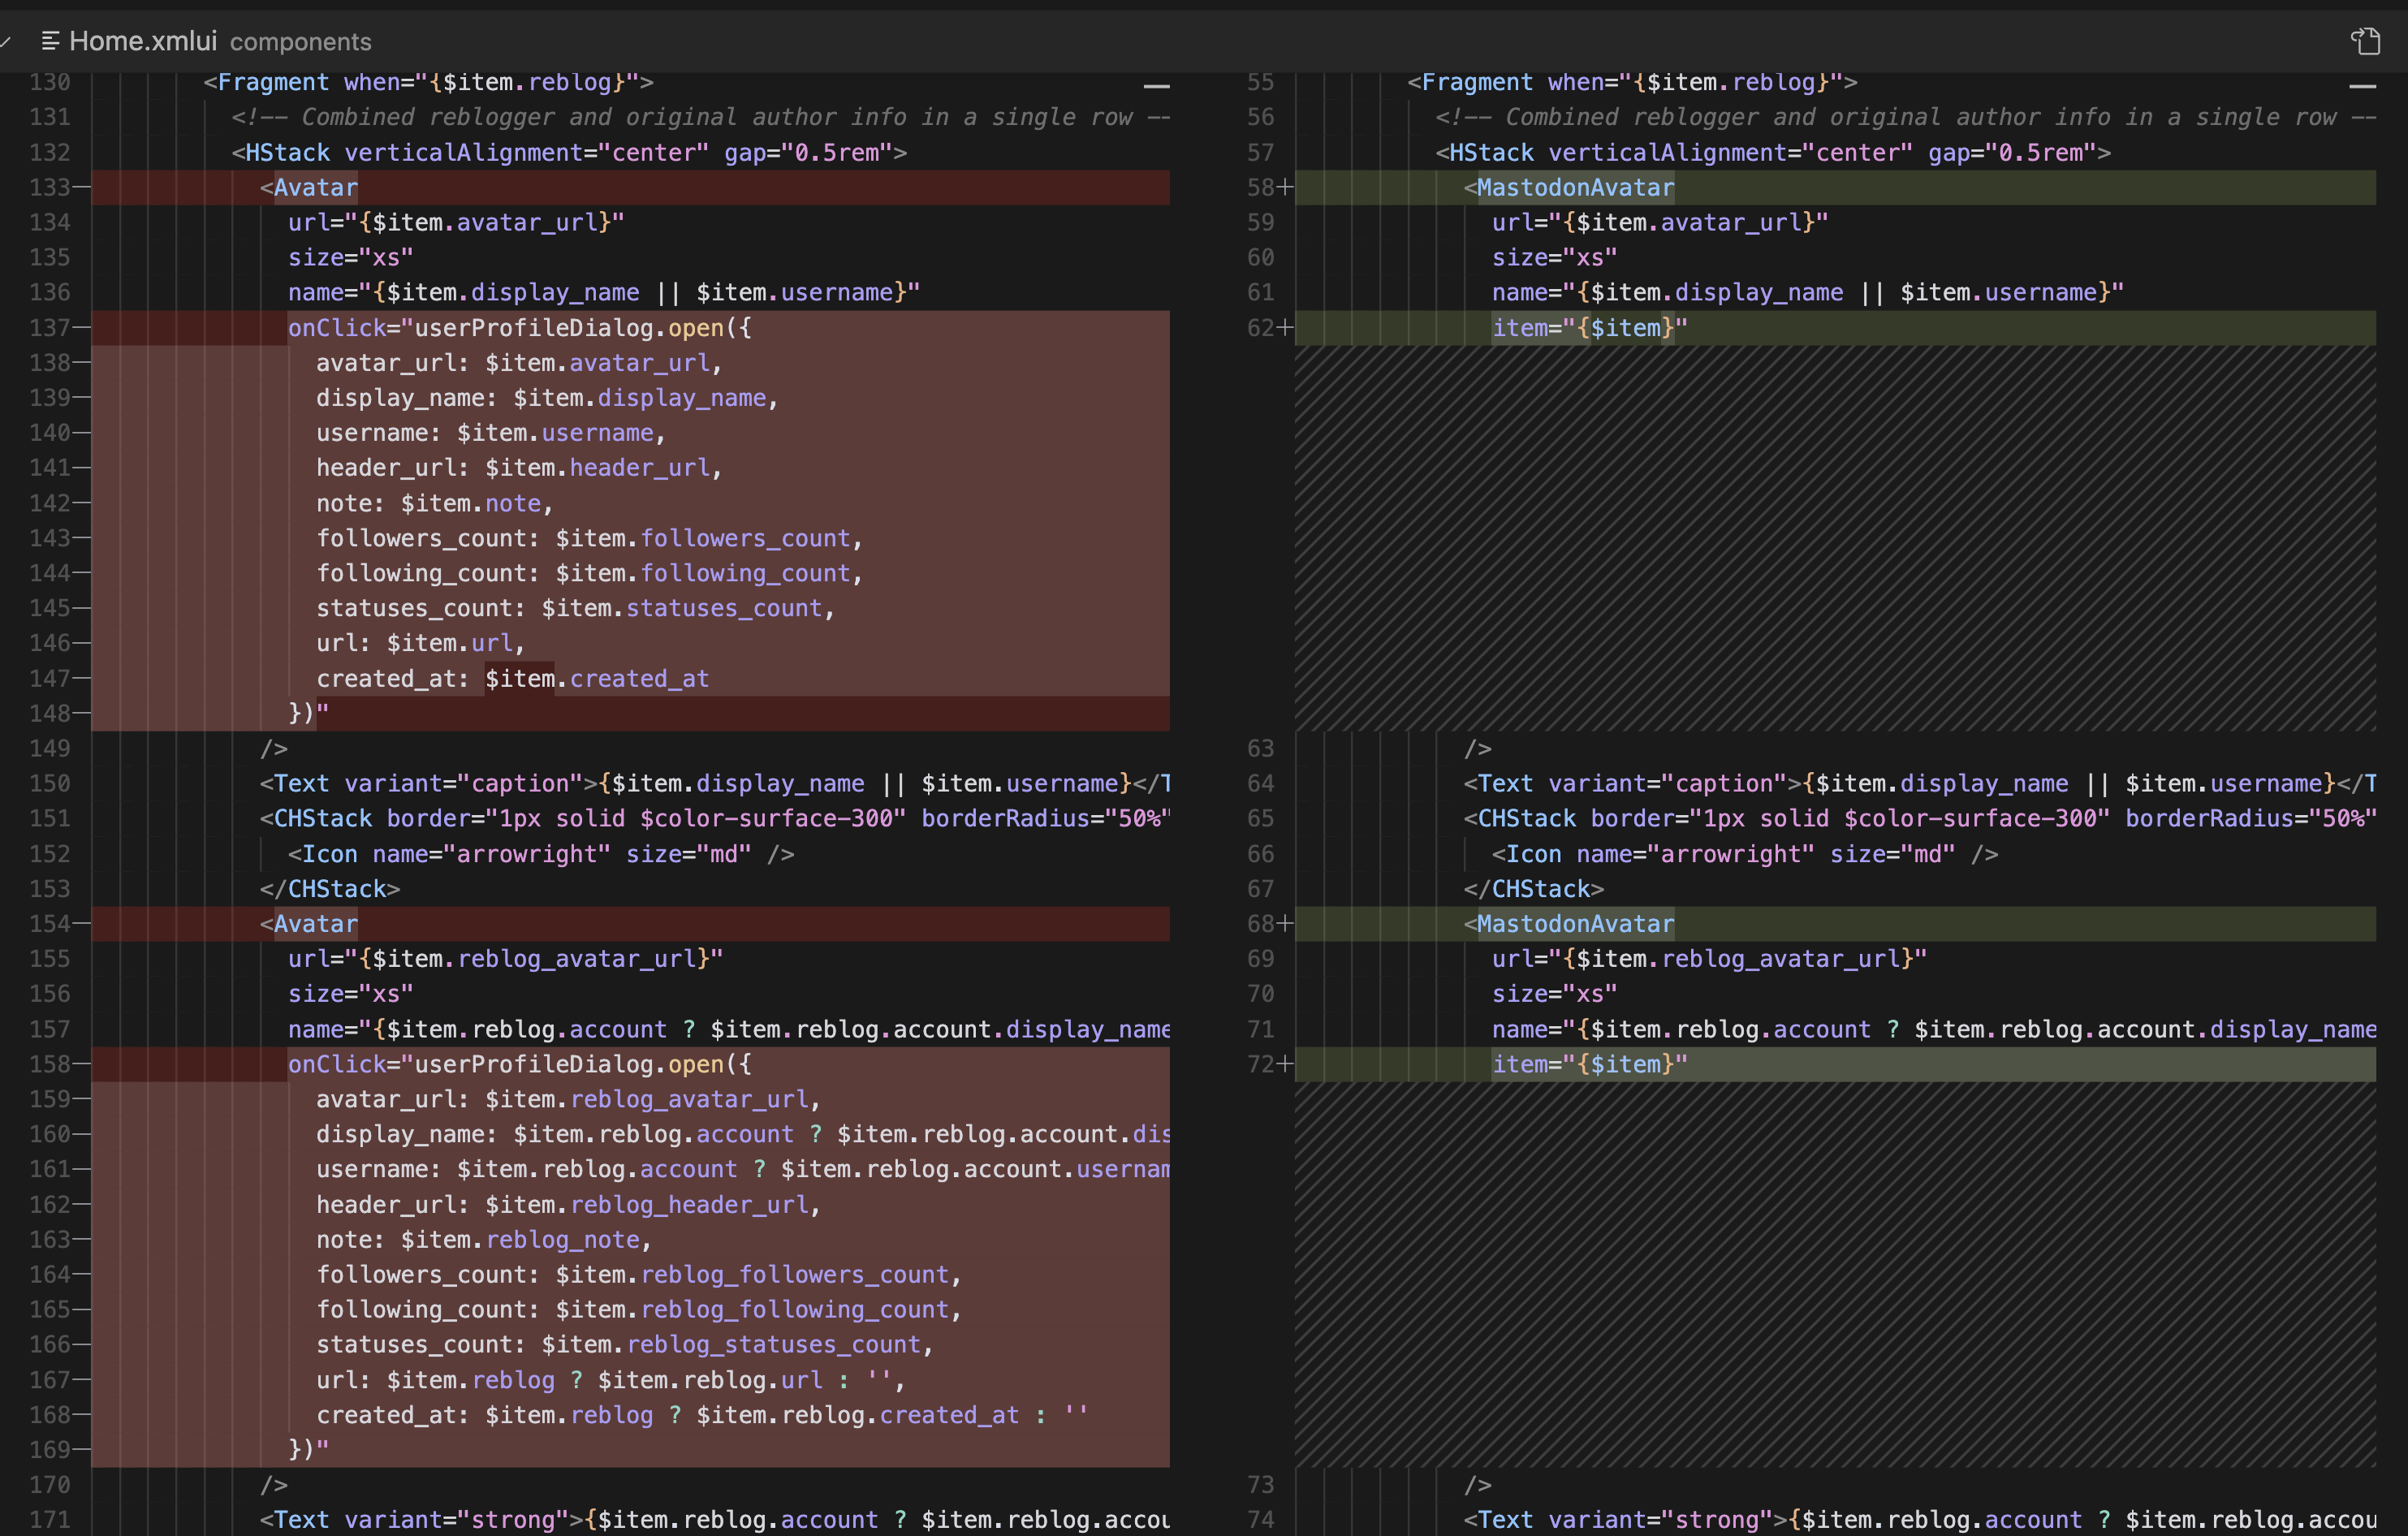 Home.xmlui components
130 <Fragment when="{$item.reblog}">
131 <!-- Combined reblogger and original author info in a single row --
132 <HStack verticalAlignment="center" gap="0.5rem">
133 <Avatar
134 url="{$item.avatar_url}"
135 size="xs"
136 name="{$item.display_name || $item.username}"
137 onClick="userProfileDialog.open({
138 avatar_url: $item.avatar_url,
139 display_name: $item.display_name,
140 username: $item.username,
141 header_url: $item.header_url,
142 note: $item.note,
143 followers_count: $item.followers_count,
144 following_count: $item.following_count,
145 statuses_count: $item.statuses_count,
146 url: $item.url,
147 created_at: $item.created_at
148 })"
149 />
150 <Text variant="caption">{$item.display_name || $item.username}</T
151 <CHStack border="1px solid $color-surface-300" borderRadius="50%"
152 <Icon name="arrowright" size="md" />
153 </CHStack>
154 <Avatar
155 url="{$item.reblog_avatar_url}"
156 size="xs"
157 name="{$item.reblog.account ? $item.reblog.account.display_name
158 onClick="userProfileDialog.open({
159 avatar_url: $item.reblog_avatar_url,
160 display_name: $item.reblog.account ? $item.reblog.account.dis
161 username: $item.reblog.account ? $item.reblog.account.usernam
162 header_url: $item.reblog_header_url,
163 note: $item.reblog_note,
164 followers_count: $item.reblog_followers_count,
165 following_count: $item.reblog_following_count,
166 statuses_count: $item.reblog_statuses_count,
167 url: $item.reblog ? $item.reblog.url : '',
168 created_at: $item.reblog ? $item.reblog.created_at : ''
169 })"
170 />
171 <Text variant="strong">{$item.reblog.account ? $item.reblog.accou
55 <Fragment when="{$item.reblog}">
56 <!-- Combined reblogger and original author info in a single row --
57 <HStack verticalAlignment="center" gap="0.5rem">
58+ <MastodonAvatar
59 url="{$item.avatar_url}"
60 size="xs"
61 name="{$item.display_name || $item.username}"
62+ item="{$item}"
63 />
64 <Text variant="caption">{$item.display_name || $item.username}</T
65 <CHStack border="1px solid $color-surface-300" borderRadius="50%"
66 <Icon name="arrowright" size="md" />
67 </CHStack>
68+ <MastodonAvatar
69 url="{$item.reblog_avatar_url}"
70 size="xs"
71 name="{$item.reblog.account ? $item.reblog.account.display_name
72+ item="{$item}"
73 />
74 <Text variant="strong">{$item.reblog.account ? $item.reblog.accou